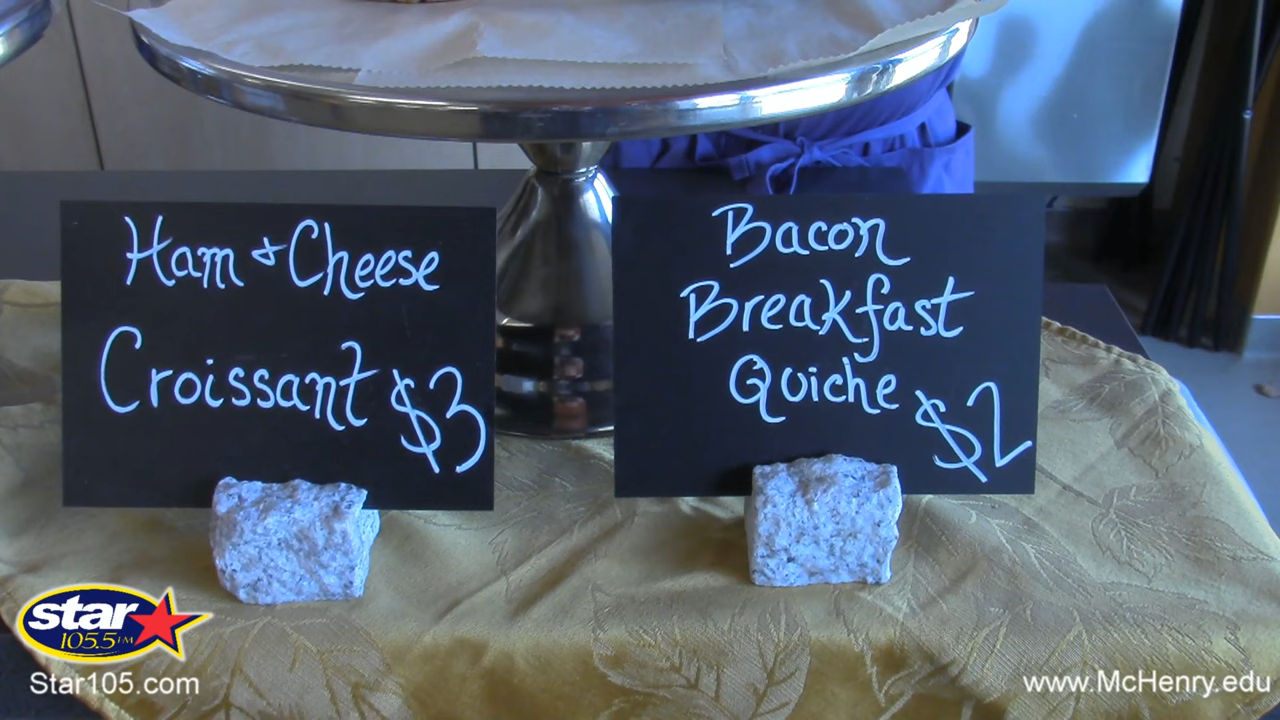 Ham & Cheese
Croissant $3
Bacon
Breakfast
Quiche $2
star
105.5 FM
Star105.com
www.McHenry.edu